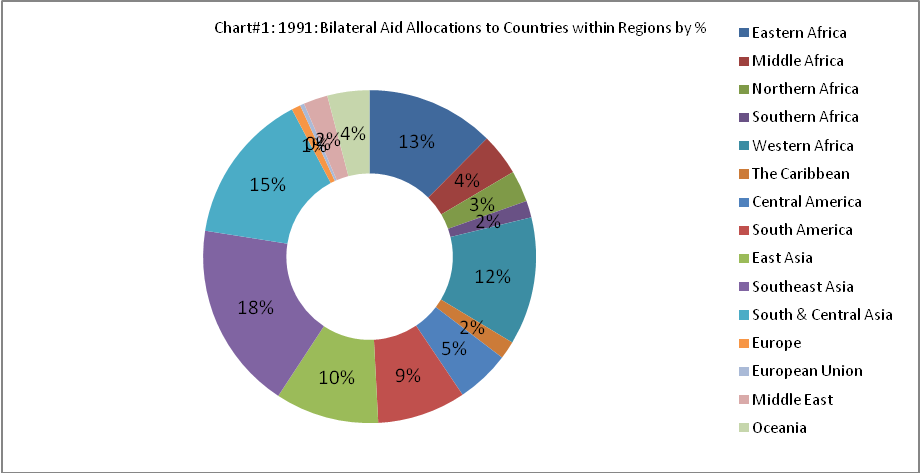 Chart#1: 1991: Bilateral Aid Allocations to Countries within Regions by %
Eastern Africa
Middle Africa
Northern Africa
Southern Africa
Western Africa
The Caribbean
Central America
South America
East Asia
Southeast Asia
South & Central Asia
Europe
European Union
Middle East
Oceania
13%
4%
3%
2%
12%
2%
5%
9%
10%
18%
15%
1%
0%
4%